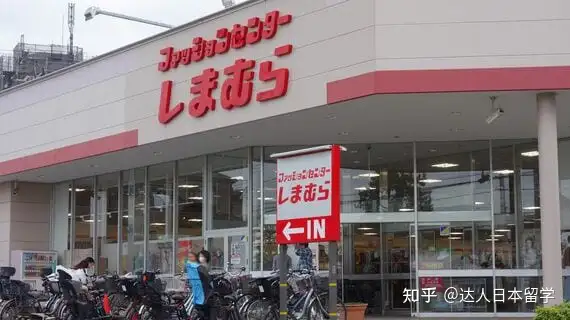 ファッションセンター
しまむら
ファッションセンター
しまむら
←IN
知乎 @达人日本留学